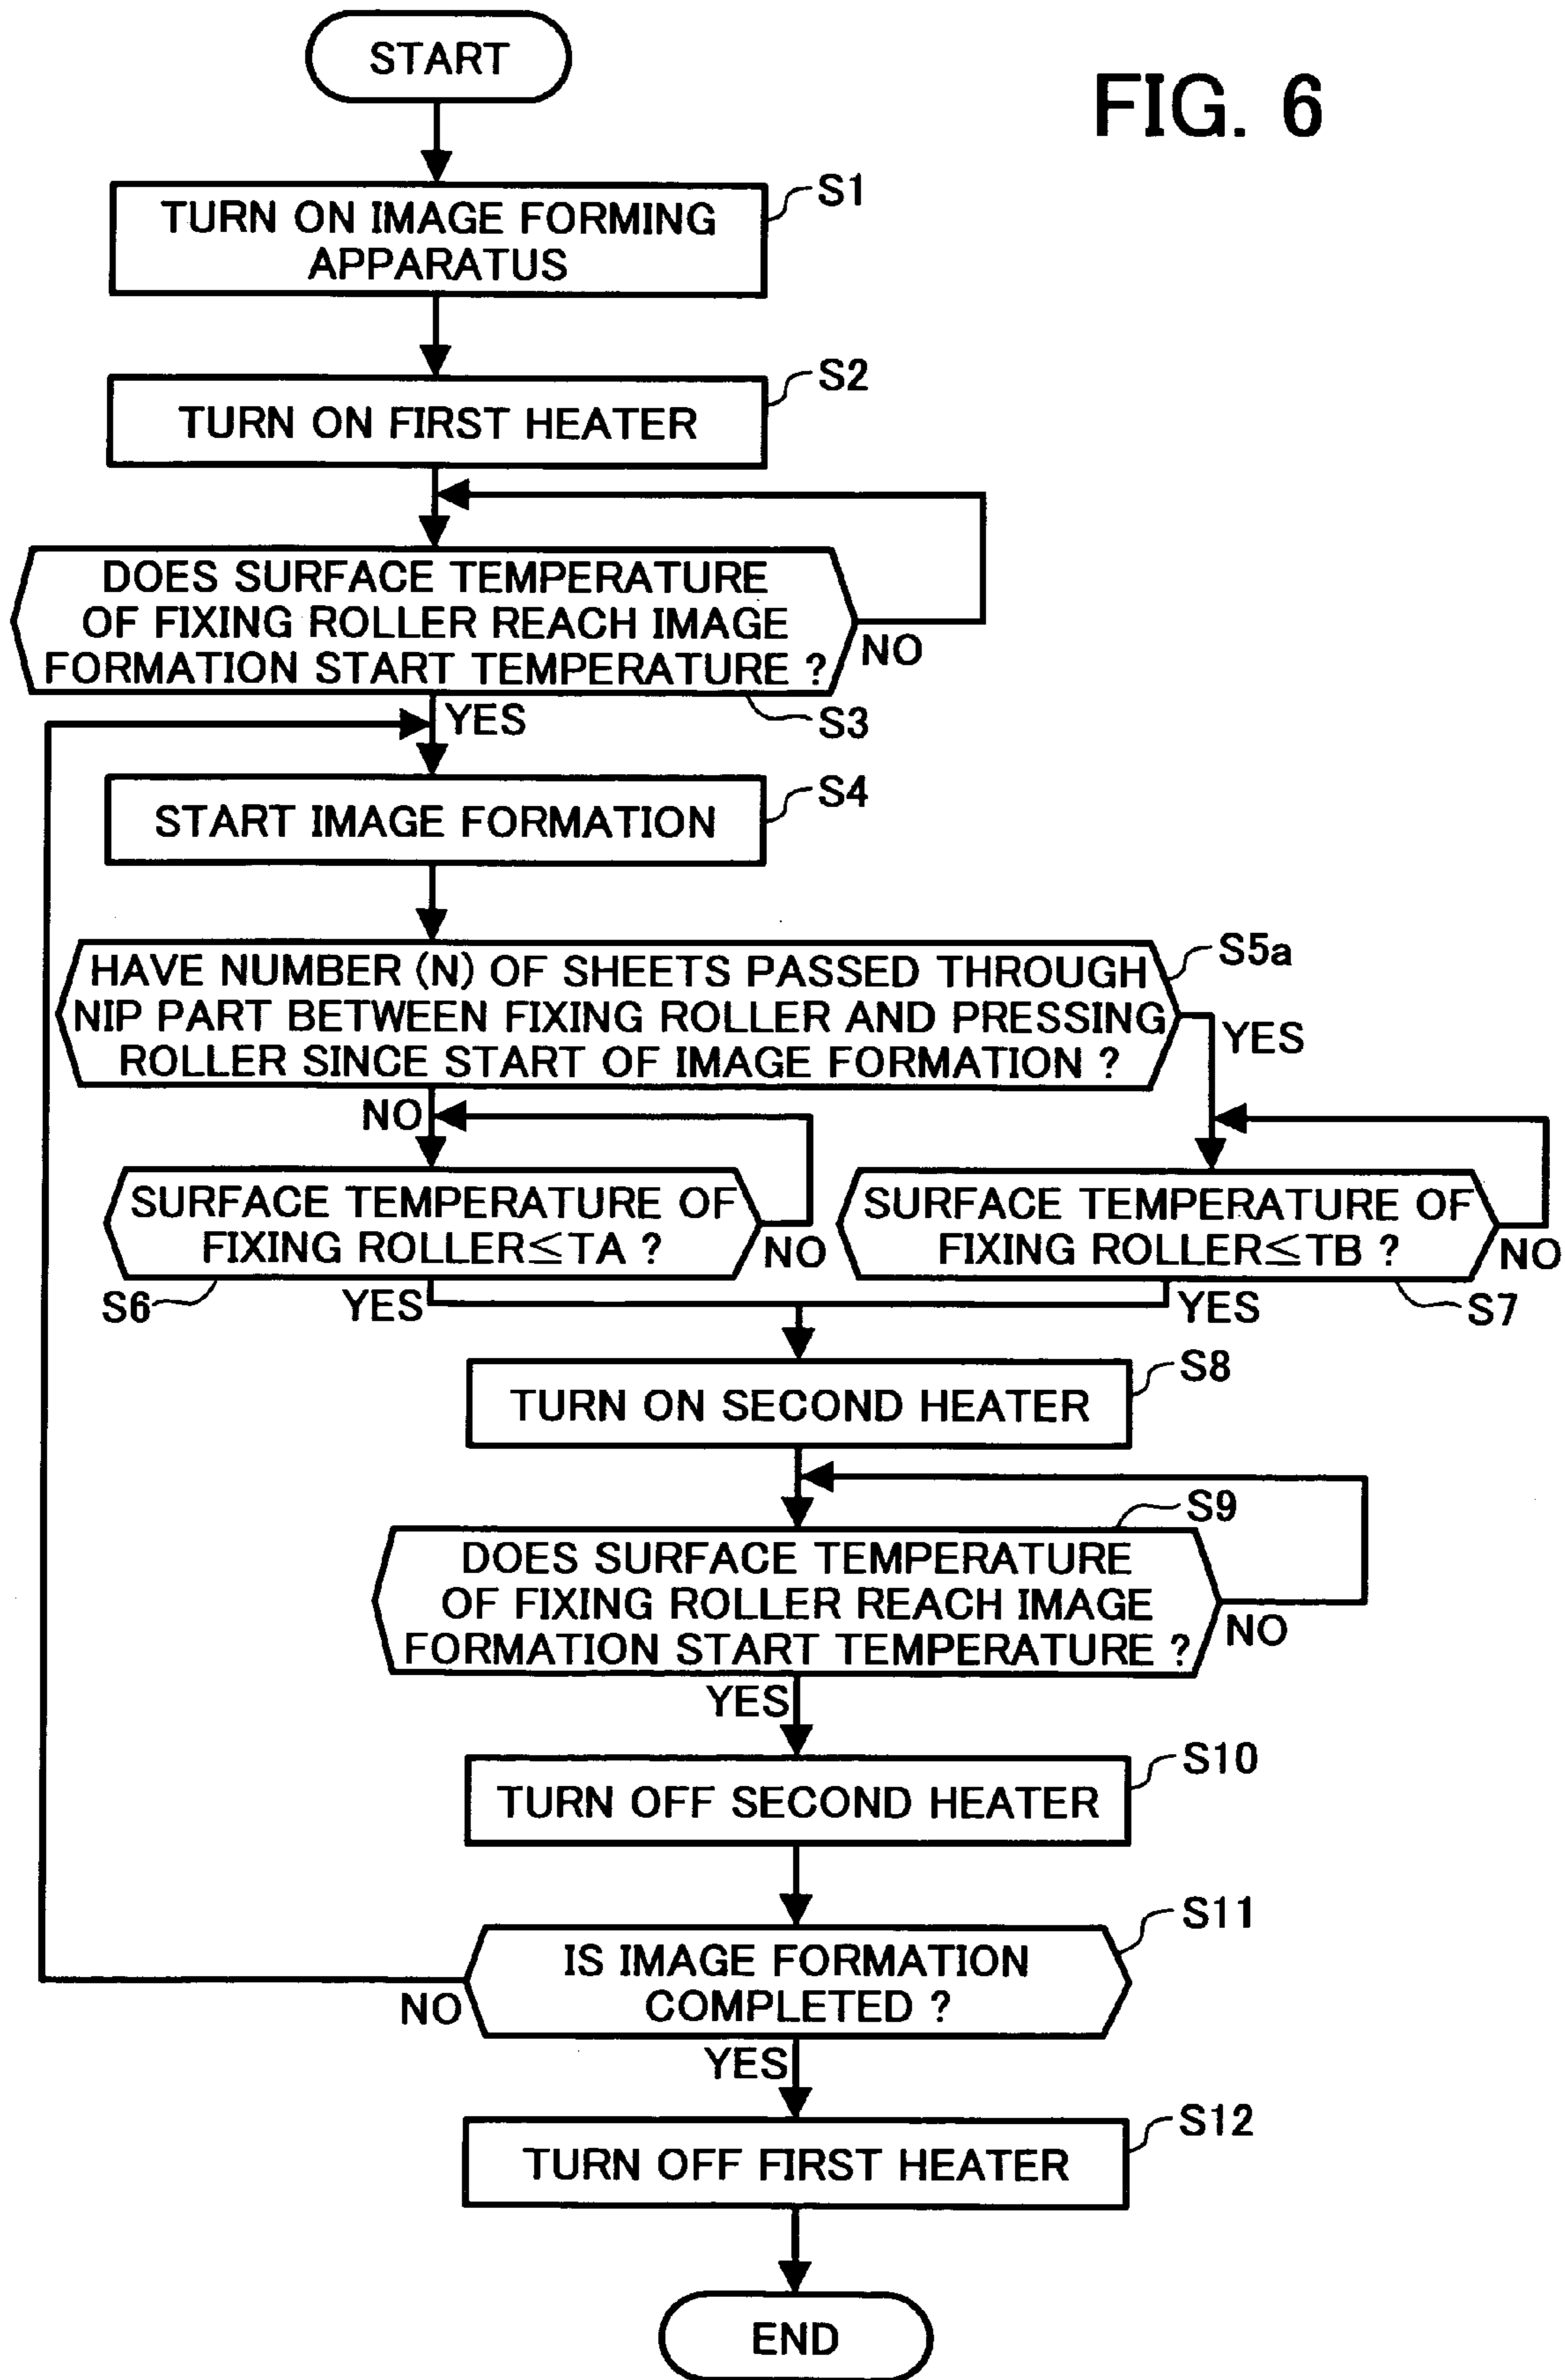 START
FIG. 6
TURN ON IMAGE FORMING
APPARATUS
S1
TURN ON FIRST HEATER
S2
DOES SURFACE TEMPERATURE
OF FIXING ROLLER REACH IMAGE
FORMATION START TEMPERATURE ?
NO
YES
S3
START IMAGE FORMATION
S4
HAVE NUMBER (N) OF SHEETS PASSED THROUGH
NIP PART BETWEEN FIXING ROLLER AND PRESSING
ROLLER SINCE START OF IMAGE FORMATION ?
S5a
YES
NO
SURFACE TEMPERATURE OF
FIXING ROLLER≦TA ?
NO
S6
YES
SURFACE TEMPERATURE OF
FIXING ROLLER≦TB ?
NO
YES
S7
TURN ON SECOND HEATER
S8
S9
DOES SURFACE TEMPERATURE
OF FIXING ROLLER REACH IMAGE
FORMATION START TEMPERATURE ?
NO
YES
TURN OFF SECOND HEATER
S10
IS IMAGE FORMATION
COMPLETED ?
S11
NO
YES
TURN OFF FIRST HEATER
S12
END